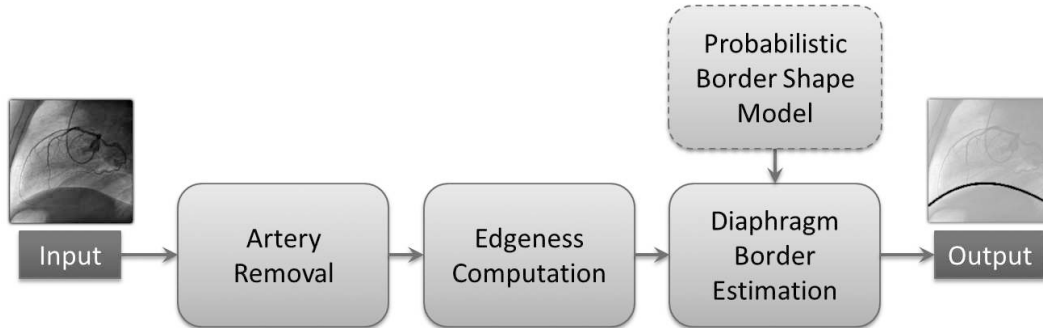 Probabilistic
Border Shape
Model
Input
Artery
Removal
Edgeness
Computation
Diaphragm
Border
Estimation
Output